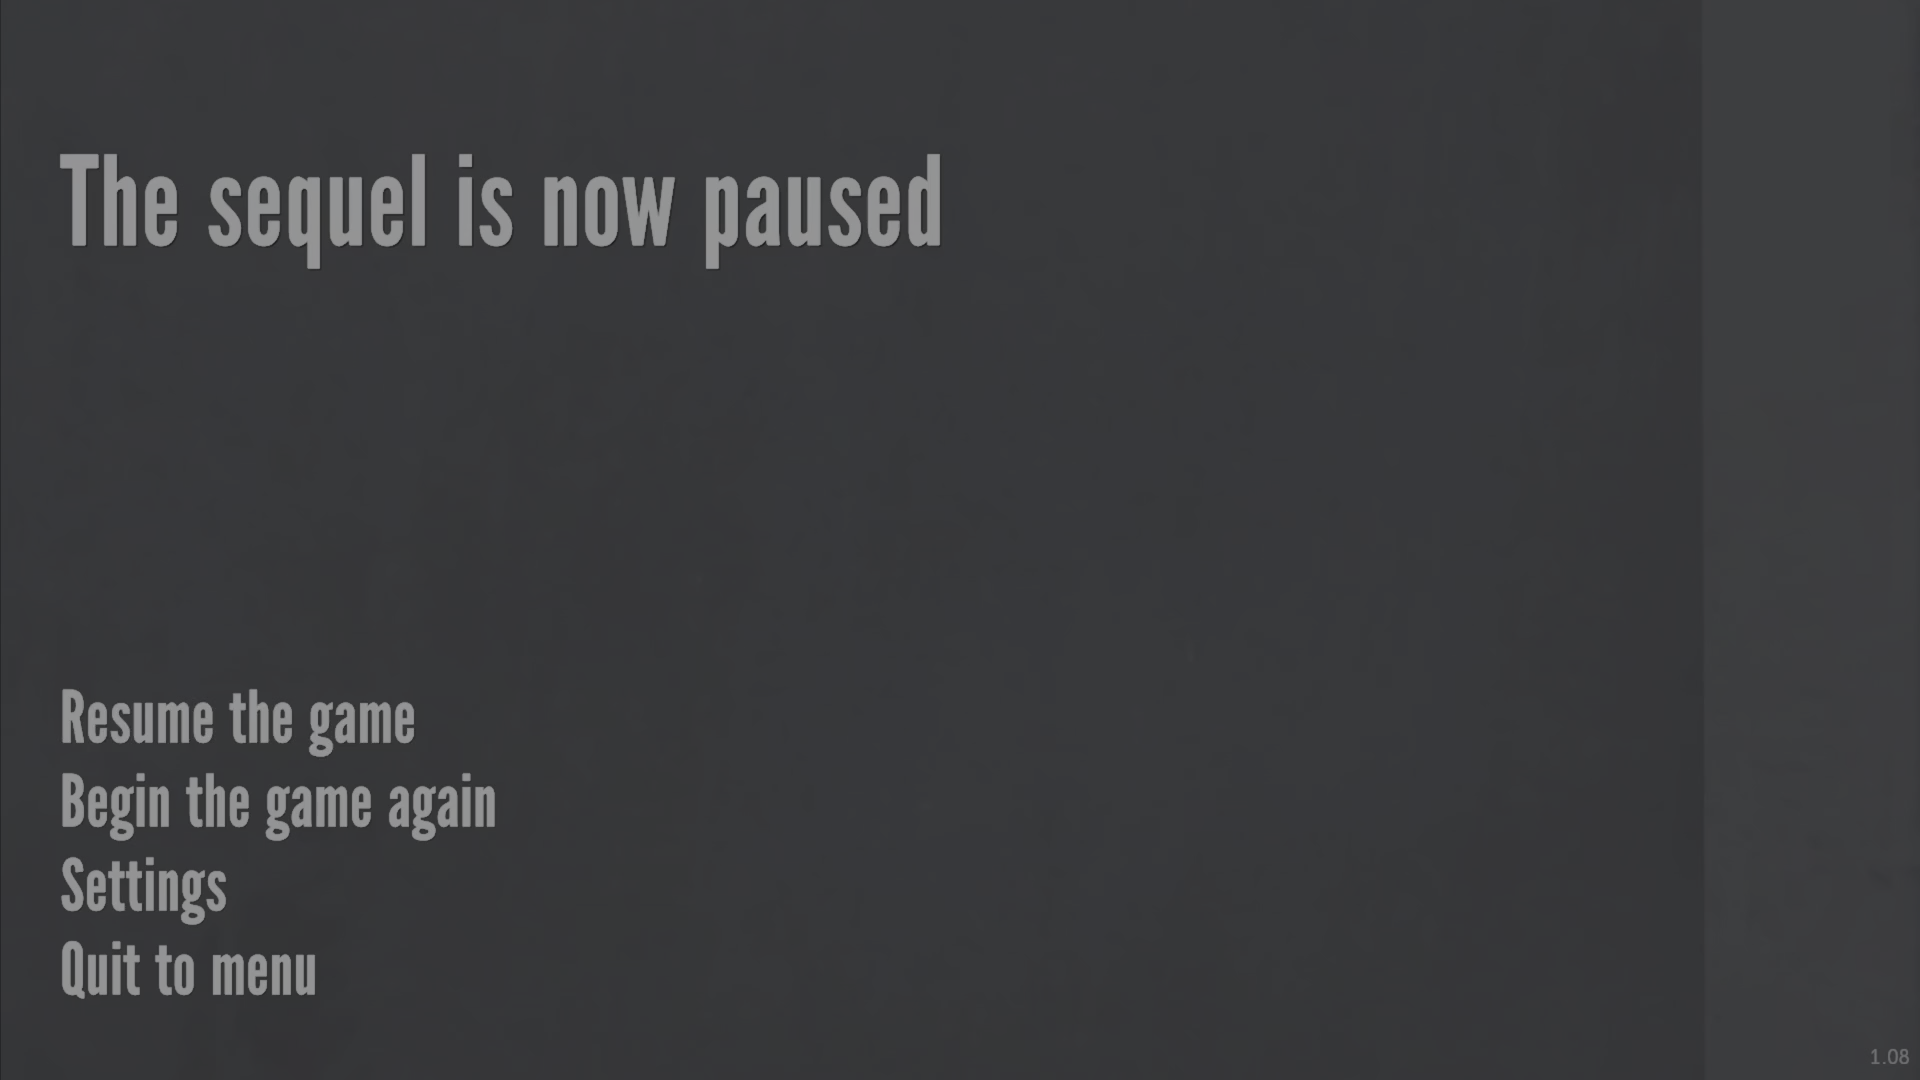 The sequel is now paused
Resume the game
Begin the game again
Settings
Quit to menu
1.08